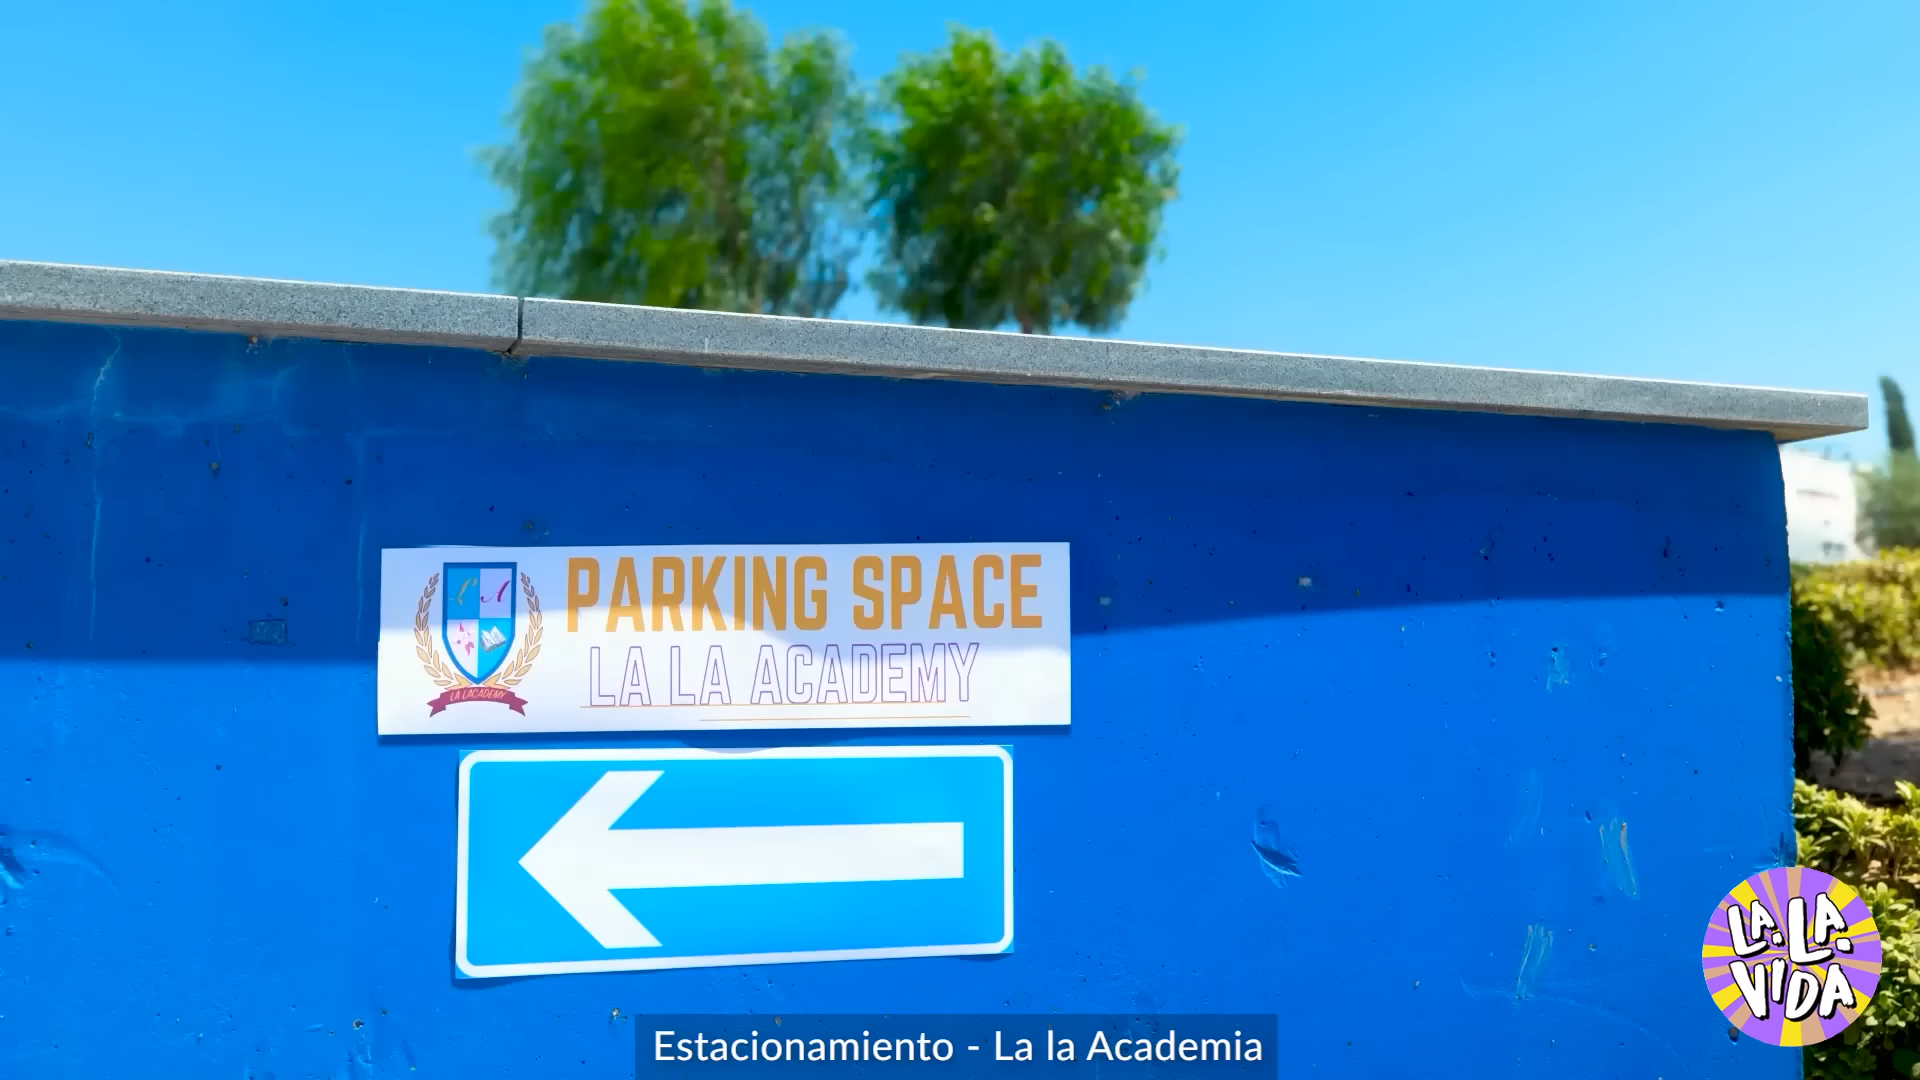 PARKING SPACE
LA LA ACADEMY
L A
LA LACADEMY
LA LA
VIDA
Estacionamiento - La la Academia